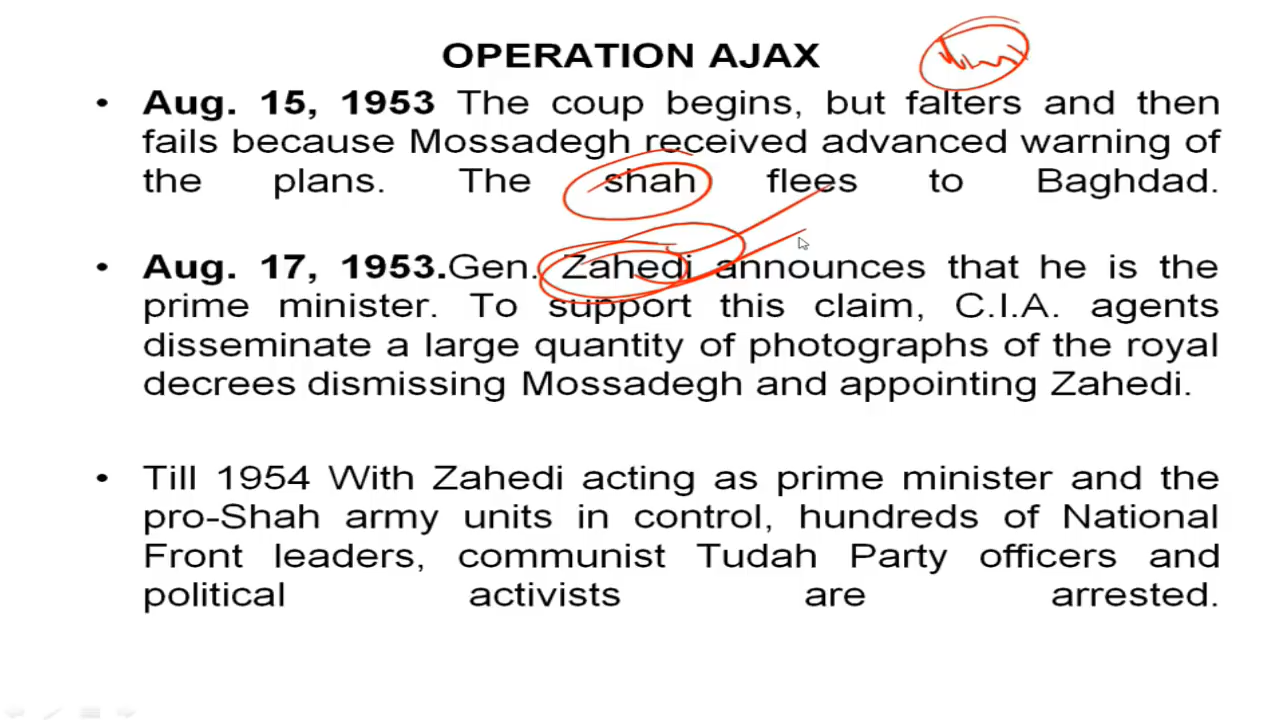 OPERATION AJAX
• Aug. 15, 1953 The coup begins, but falters and then
fails because Mossadegh received advanced warning of
the plans. The shah flees to Baghdad.
• Aug. 17, 1953.Gen. Zahedi announces that he is the
prime minister. To support this claim, C.I.A. agents
disseminate a large quantity of photographs of the royal
decrees dismissing Mossadegh and appointing Zahedi.
• Till 1954 With Zahedi acting as prime minister and the
pro-Shah army units in control, hundreds of National
Front leaders, communist Tudah Party officers and
political activists are arrested.